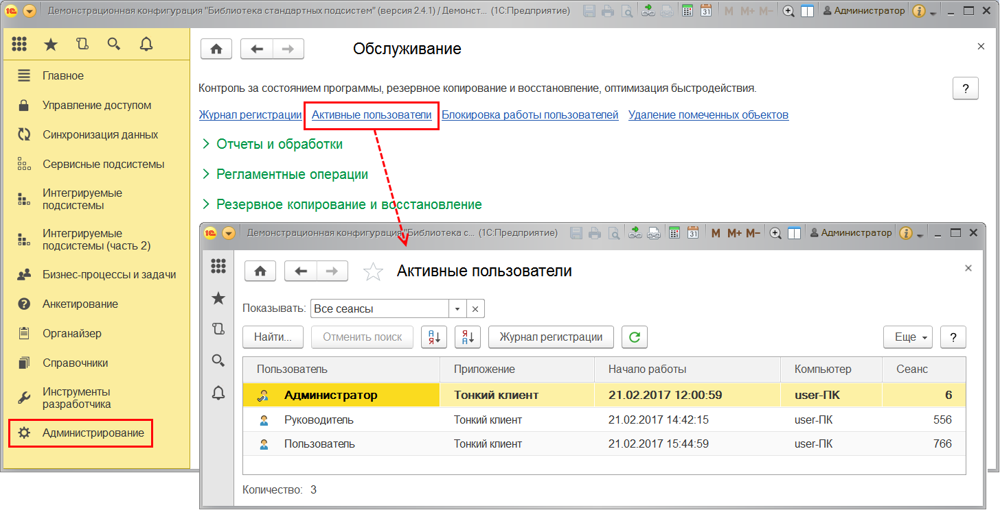 Демонстрационная конфигурация "Библиотека стандартных подсистем" (версия 2.4.1) / Демонст... (1С:Предприятие)
31 M M+ M- Администратор
Обслуживание
Главное
Управление доступом
Синхронизация данных
Сервисные подсистемы
Интегрируемые
подсистемы
Интегрируемые
подсистемы (часть 2)
Бизнес-процессы и задачи
Анкетирование
Органайзер
Справочники
Инструменты
разработчика
Администрирование
Контроль за состоянием программы, резервное копирование и восстановление, оптимизация быстродействия.
?
Журнал регистрации Активные пользователи Блокировка работы пользователей Удаление помеченных объектов
Отчеты и обработки
Регламентные операции
Резервное копирование и восстановление
Демонстрационная конфигурация "Библиотека с... (1С:Предприятие) 31 M M+ M- Администратор
Активные пользователи
Показывать: Все сеансы
Найти... Отменить поиск А Я Я А Журнал регистрации Еще ?
Пользователь Приложение Начало работы Компьютер Сеанс
Администратор Тонкий клиент 21.02.2017 12:00:59 user-ПК 6
Руководитель Тонкий клиент 21.02.2017 14:42:15 user-ПК 556
Пользователь Тонкий клиент 21.02.2017 15:44:59 user-ПК 766
Количество: 3